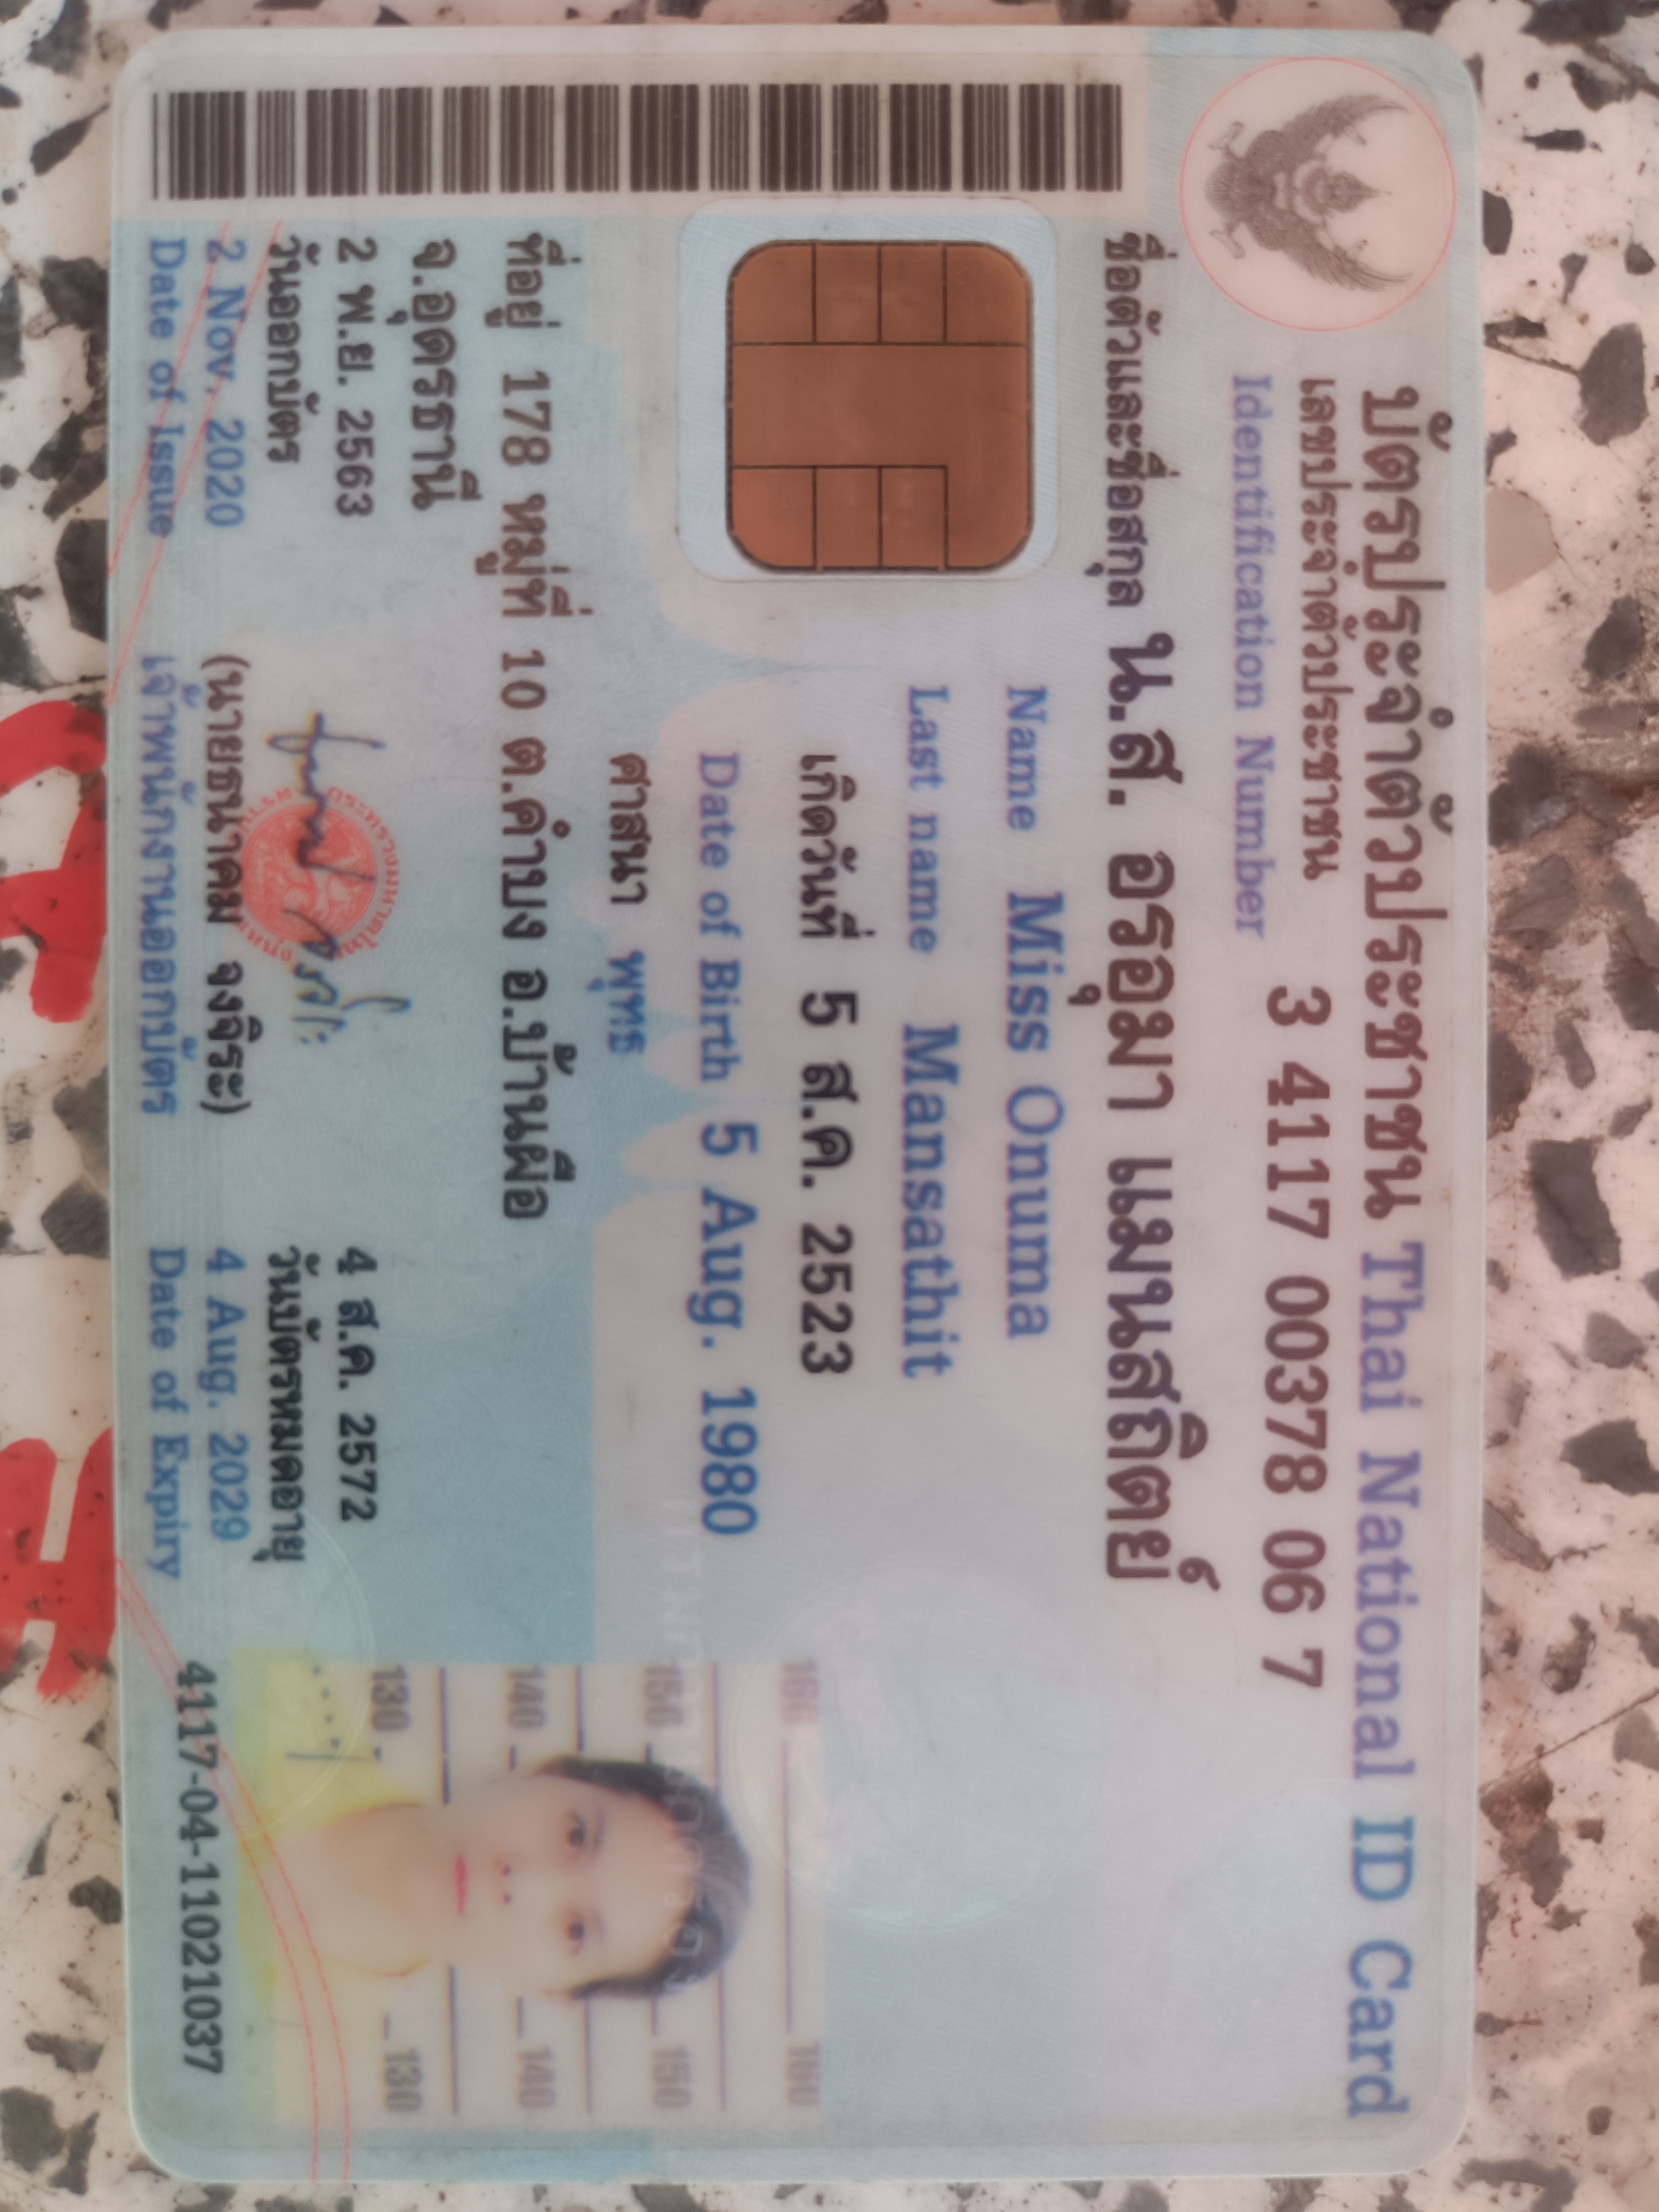 บัตรประจำตัวประชาชน Thai National ID Card
เลขประจำตัวประชาชน 3 4117 00378 06 7
Identification Number
ชื่อตัวและชื่อสกุล น.ส. อรอุมา แมนสถิตย์
Name Miss Onuma
Last name Mansathit
เกิดวันที่ 5 ส.ค. 2523
Date of Birth 5 Aug. 1980
ศาสนา พุทธ
ที่อยู่ 178 หมู่ที่ 10 ต.คำบง อ.บ้านผือ
จ.อุดรธานี
2 พ.ย. 2563
วันออกบัตร
2 Nov. 2020
Date of Issue
(นายธนาคม จงจิระ)
เจ้าพนักงานออกบัตร
4 ส.ค. 2572
วันบัตรหมดอายุ
4 Aug. 2029
Date of Expiry
160 160
150 150
140 140
130 130
4117-04-11021037